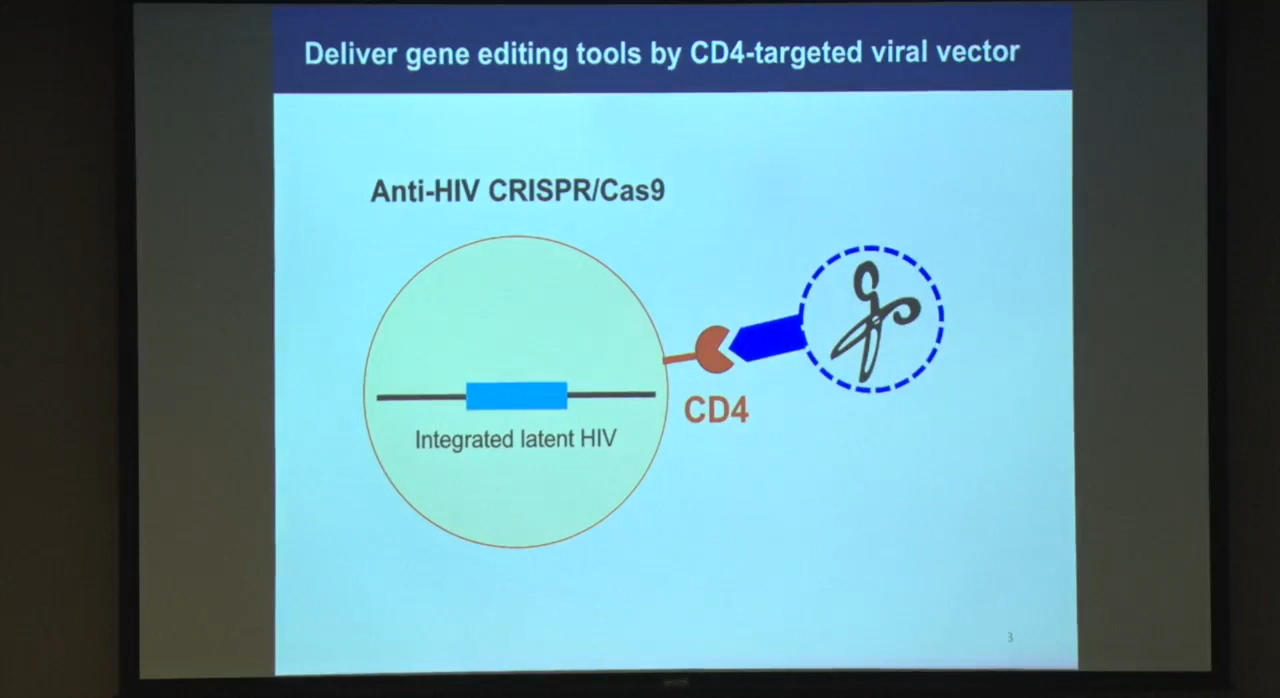 Deliver gene editing tools by CD4-targeted viral vector
Anti-HIV CRISPR/Cas9
CD4
Integrated latent HIV
3